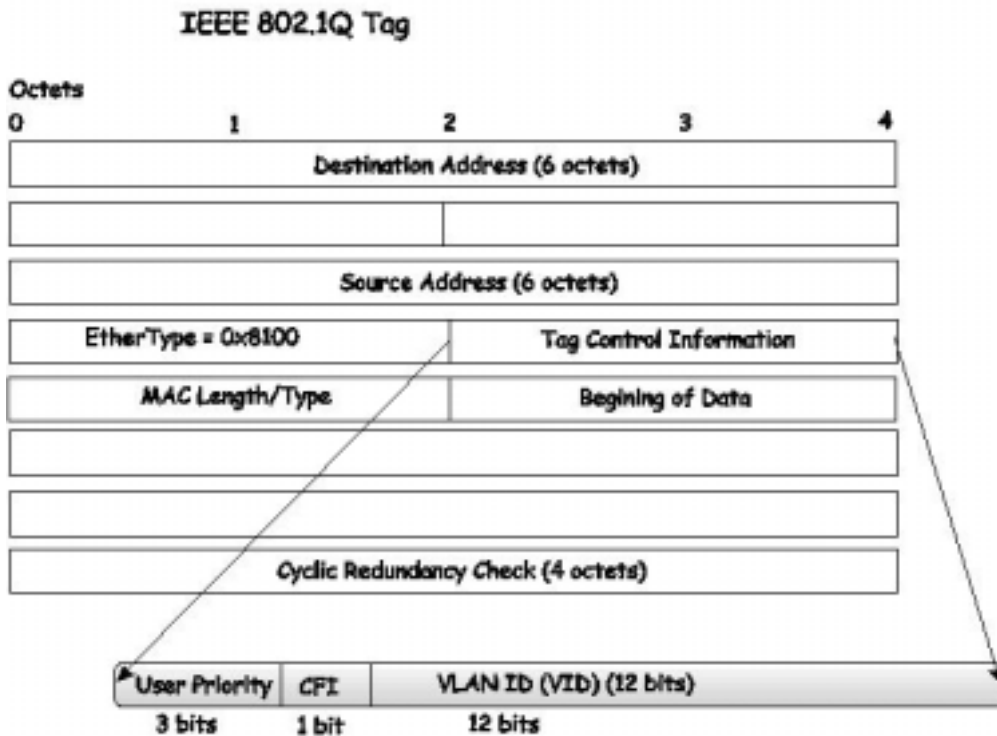 IEEE 802.1Q Tag
Octets
0 1 2 3 4
Destination Address (6 octets)
Source Address (6 octets)
EtherType = 0x8100 Tag Control Information
MAC Length/Type Begining of Data
Cyclic Redundancy Check (4 octets)
User Priority CFI VLAN ID (VID) (12 bits)
3 bits 1 bit 12 bits